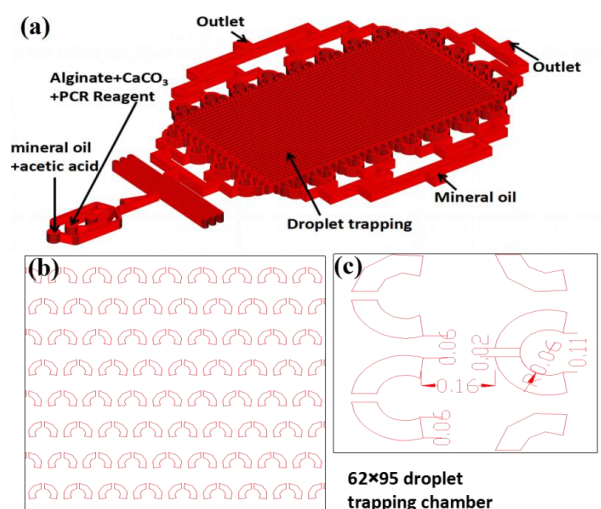 (a)
Outlet
Outlet
Alginate+CaCO₃
+PCR Reagent
mineral oil
+acetic acid
Mineral oil
Droplet trapping
(b)
(c)
0.06
0.02
0.16
R0.06
0.11
0.06
62×95 droplet
trapping chamber